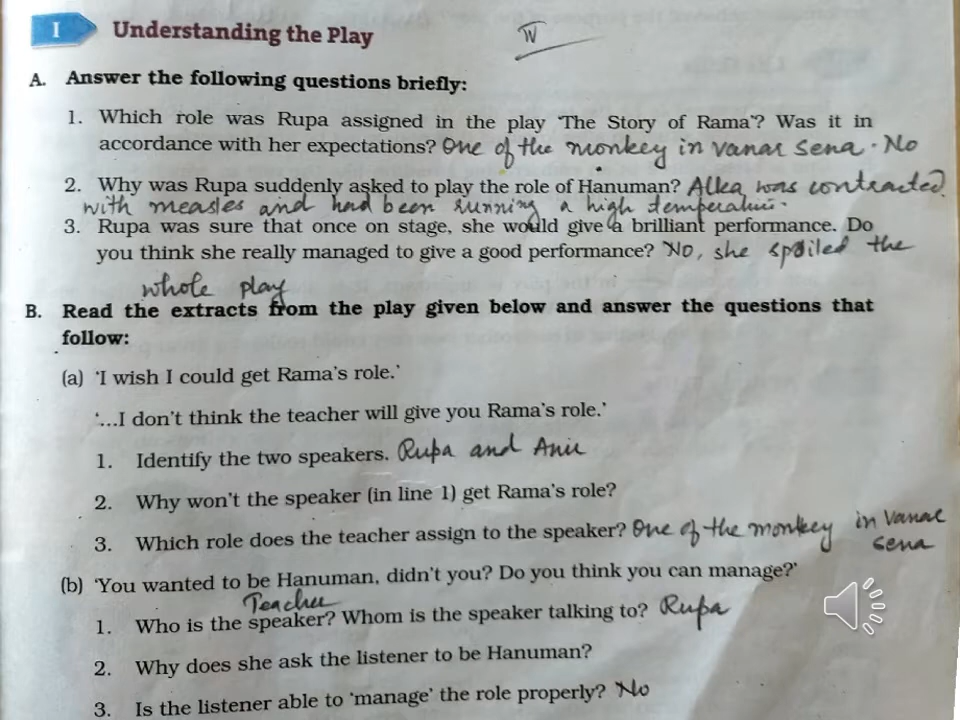 I Understanding the Play
A. Answer the following questions briefly:
1. Which role was Rupa assigned in the play 'The Story of Rama'? Was it in
accordance with her expectations? One of the monkey in vanar sena. No
2. Why was Rupa suddenly asked to play the role of Hanuman? Alka was contracted
with measles and had been running a high temperature.
3. Rupa was sure that once on stage, she would give a brilliant performance. Do
you think she really managed to give a good performance? No, she spoiled the
whole play
B. Read the extracts from the play given below and answer the questions that
follow:
(a) 'I wish I could get Rama's role.'
'...I don't think the teacher will give you Rama's role.'
1. Identify the two speakers. Rupa and
2. Why won't the speaker (in line 1) get Rama's role?
3. Which role does the teacher assign to the speaker? One of the monkey in vanar
sena
(b) 'You wanted to be Hanuman, didn't you? Do you think you can manage?'
Teacher
1. Who is the speaker? Whom is the speaker talking to? Rupa
2. Why does she ask the listener to be Hanuman?
3. Is the listener able to 'manage' the role properly? No